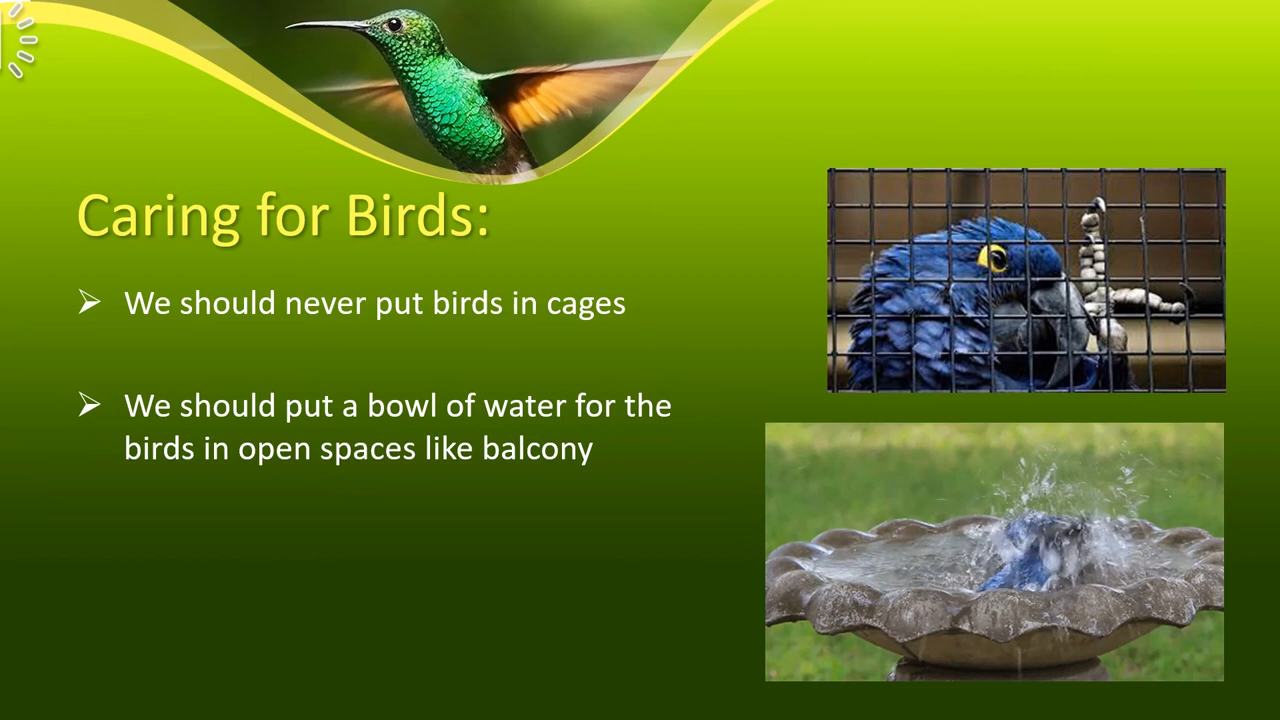 Caring for Birds:
We should never put birds in cages
We should put a bowl of water for the
birds in open spaces like balcony